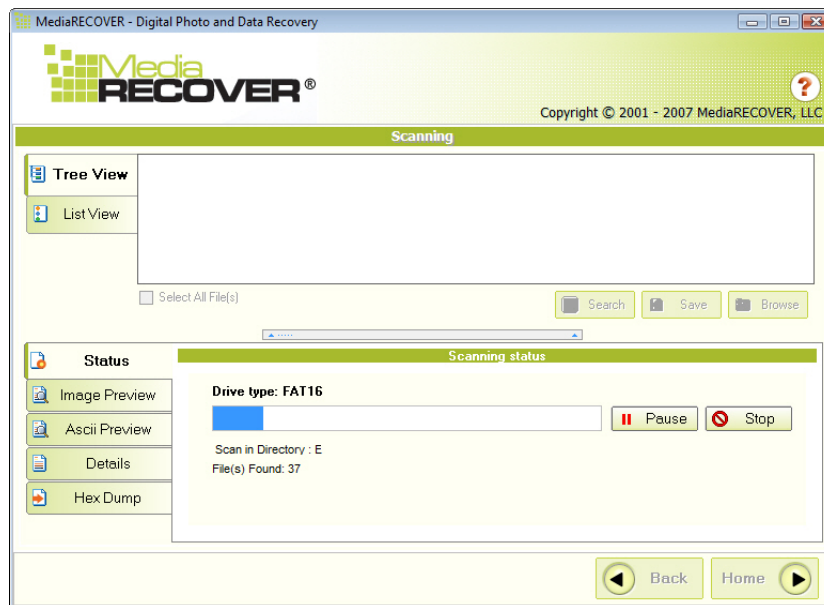 MediaRECOVER - Digital Photo and Data Recovery
Media
RECOVER®
?
Copyright © 2001 - 2007 MediaRECOVER, LLC
Scanning
Tree View
List View
Select All File(s)
Search Save Browse
Status
Scanning status
Image Preview
Drive type: FAT16
Pause Stop
Ascii Preview
Scan in Directory : E
Details
File(s) Found: 37
Hex Dump
Back Home